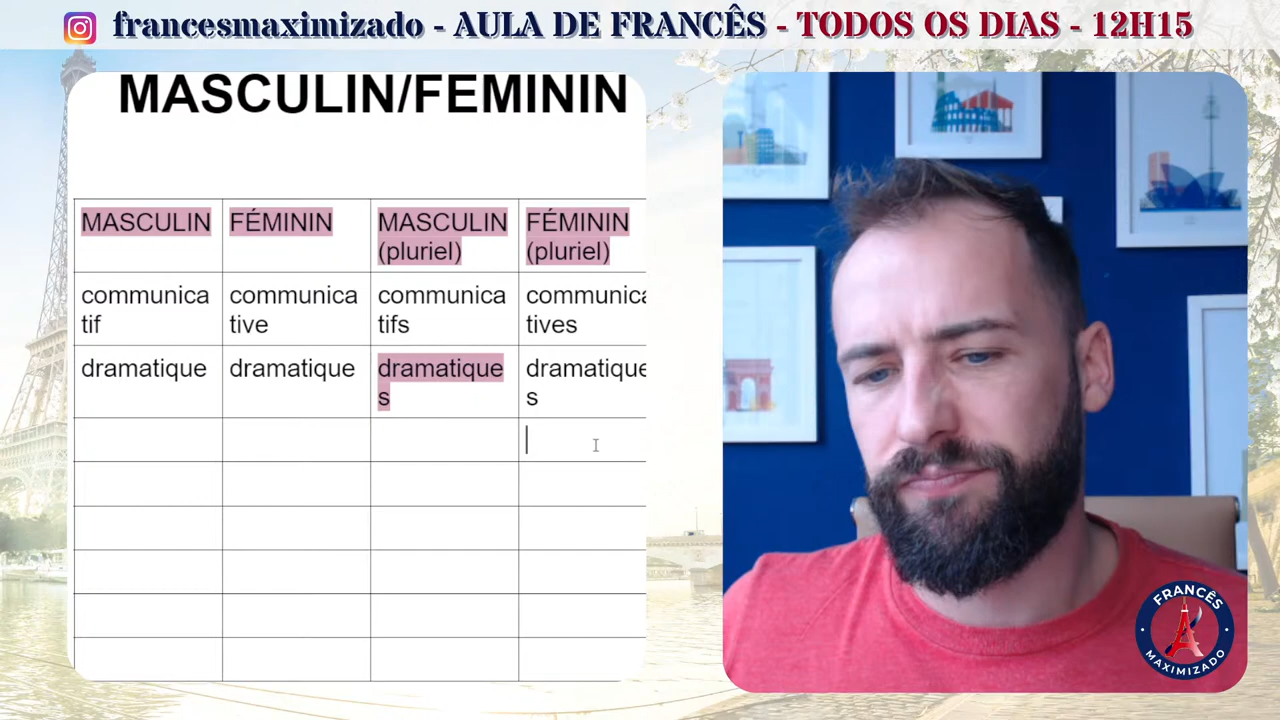 francesmaximizado - AULA DE FRANCÊS - TODOS OS DIAS - 12H15
MASCULIN/FEMININ
MASCULIN FÉMININ MASCULIN FÉMININ
(pluriel) (pluriel)
communica communica communica communica
tif tive tifs tives
dramatique dramatique dramatique dramatique
s s
FRANCÊS
MAXIMIZADO